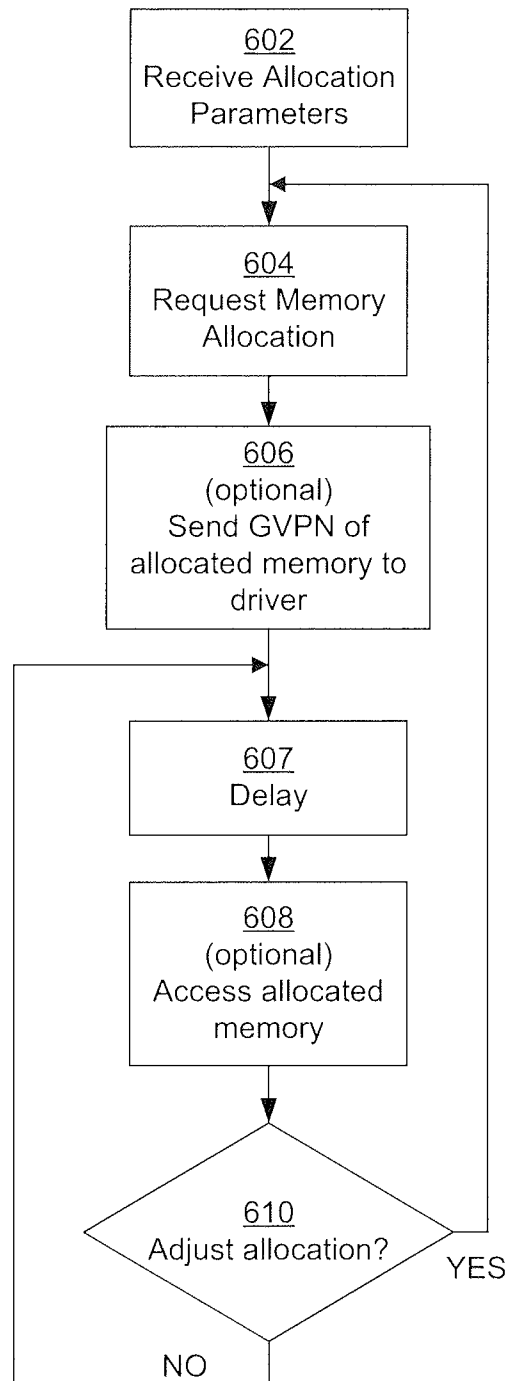 602
Receive Allocation
Parameters
604
Request Memory
Allocation
606
(optional)
Send GVPN of
allocated memory to
driver
607
Delay
608
(optional)
Access allocated
memory
610
Adjust allocation?
YES
NO